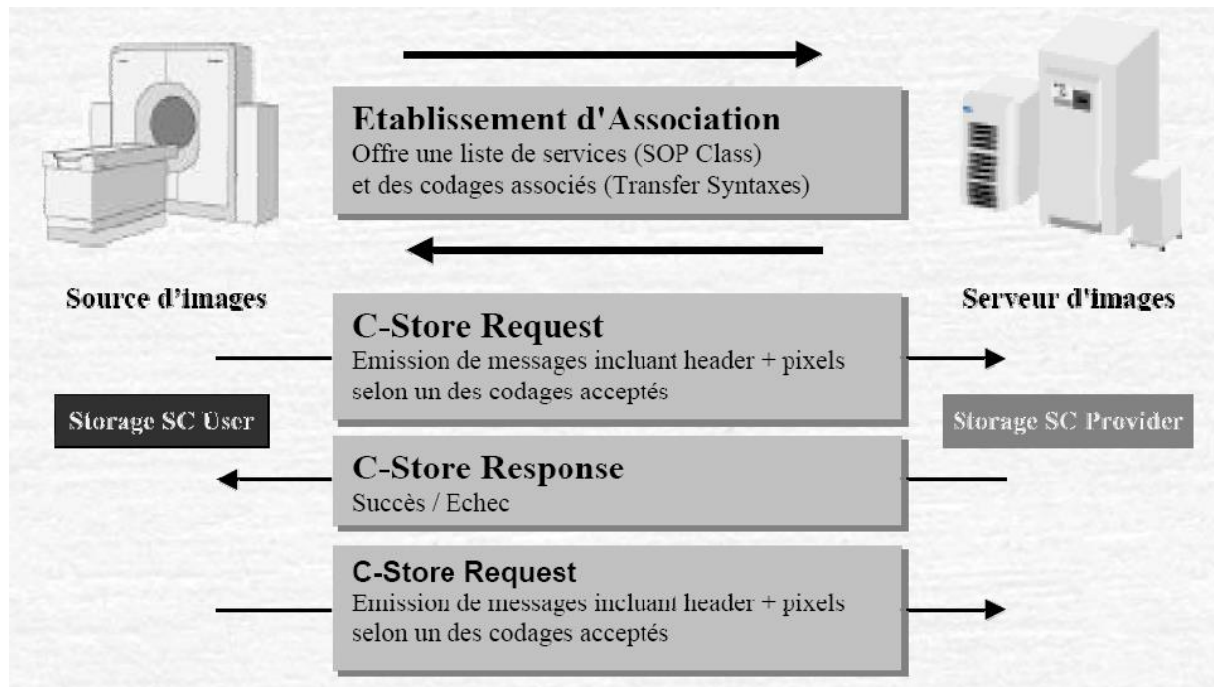 Etablissement d'Association
Offre une liste de services (SOP Class)
et des codages associés (Transfer Syntaxes)
Source d’images
Serveur d'images
C-Store Request
Emission de messages incluant header + pixels
selon un des codages acceptés
Storage SC User
Storage SC Provider
C-Store Response
Succès / Echec
C-Store Request
Emission de messages incluant header + pixels
selon un des codages acceptés